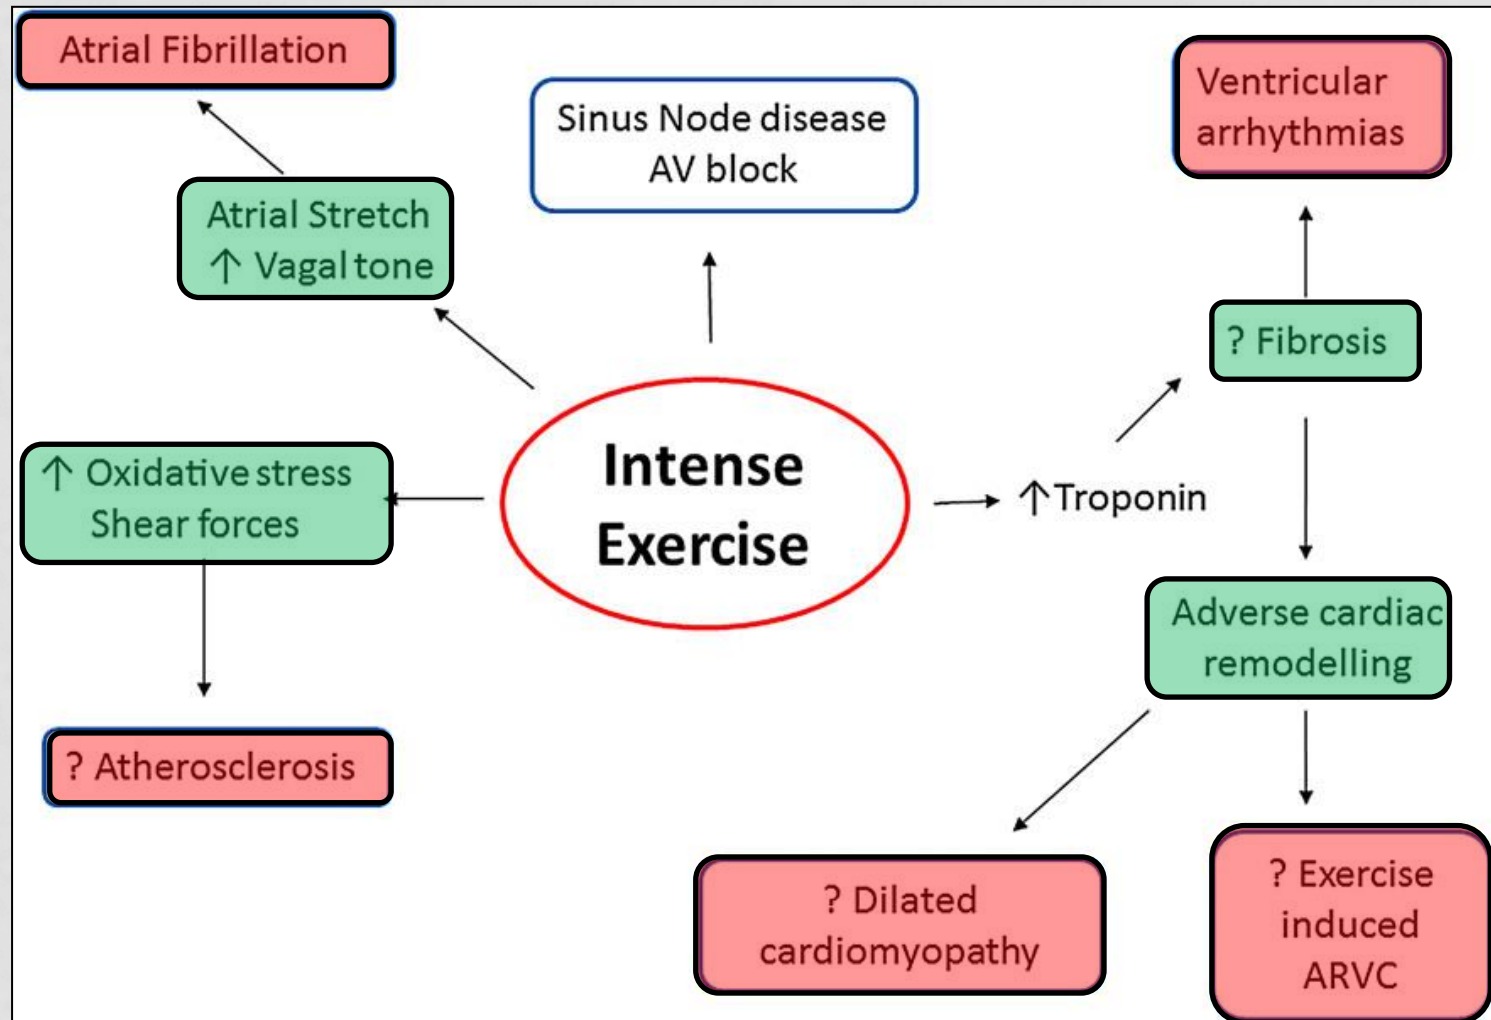 Atrial Fibrillation
Sinus Node disease
AV block
Ventricular
arrhythmias
Atrial Stretch
↑ Vagal tone
? Fibrosis
↑ Oxidative stress
Shear forces
Intense
Exercise
↑Troponin
Adverse cardiac
remodelling
? Atherosclerosis
? Dilated
cardiomyopathy
? Exercise
induced
ARVC